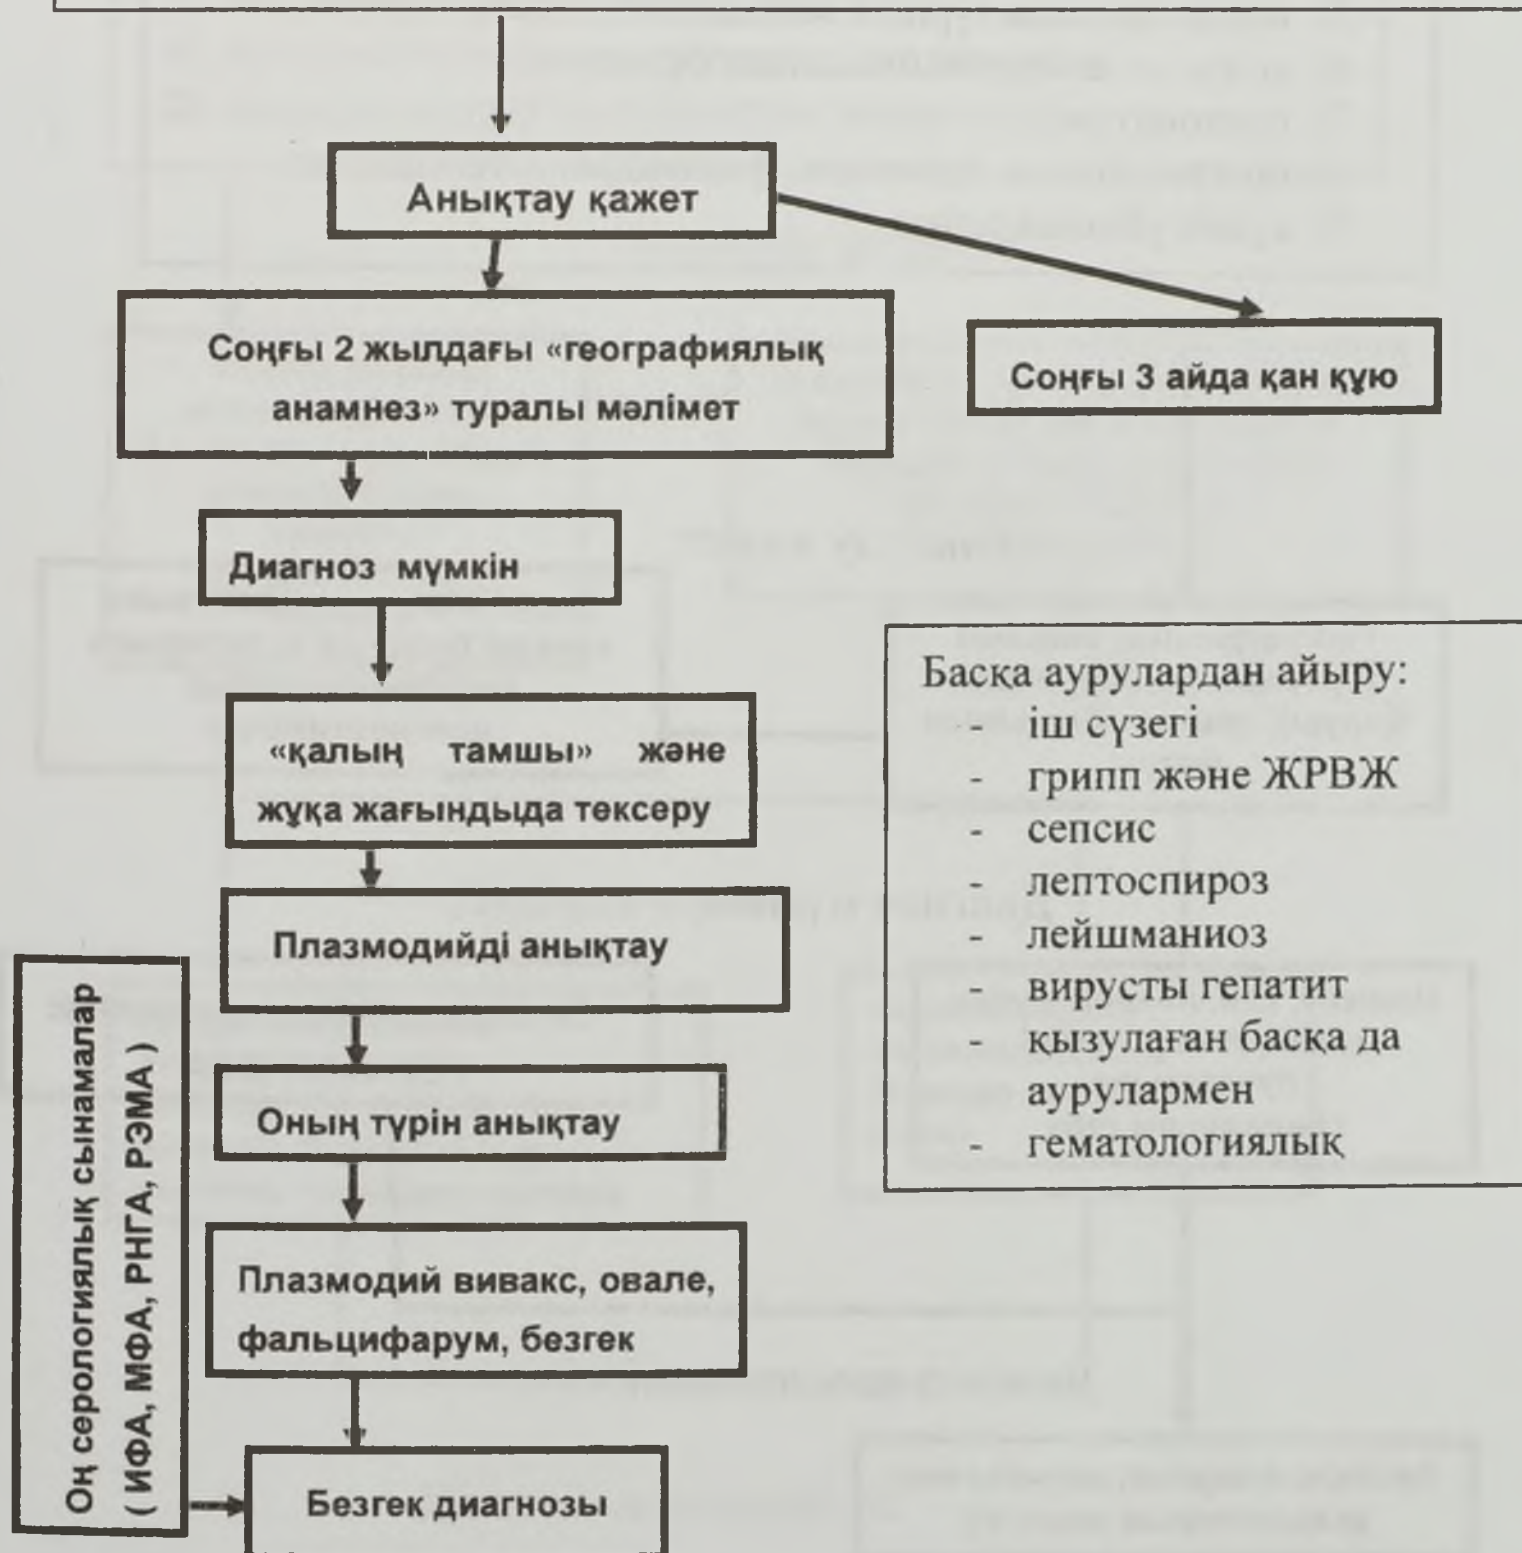 Анықтау қажет
Соңғы 2 жылдағы «географиялық
анамнез» туралы мәлімет
Соңғы 3 айда қан құю
Диагноз мүмкін
«қалың тамшы» және
жұқа жағындыда тексеру
Плазмодийді анықтау
Оның түрін анықтау
Плазмодий вивакс, овале,
фальцифарум, безгек
Оң серологиялық сынамалар
( ИФА, МФА, РНГА, РЭМА )
Безгек диагнозы
Басқа аурулардан айыру:
- іш сүзегі
- грипп және ЖРВЖ
- сепсис
- лептоспироз
- лейшманиоз
- вирусты гепатит
- қызулаған басқа да
аурулармен
- гематологиялық